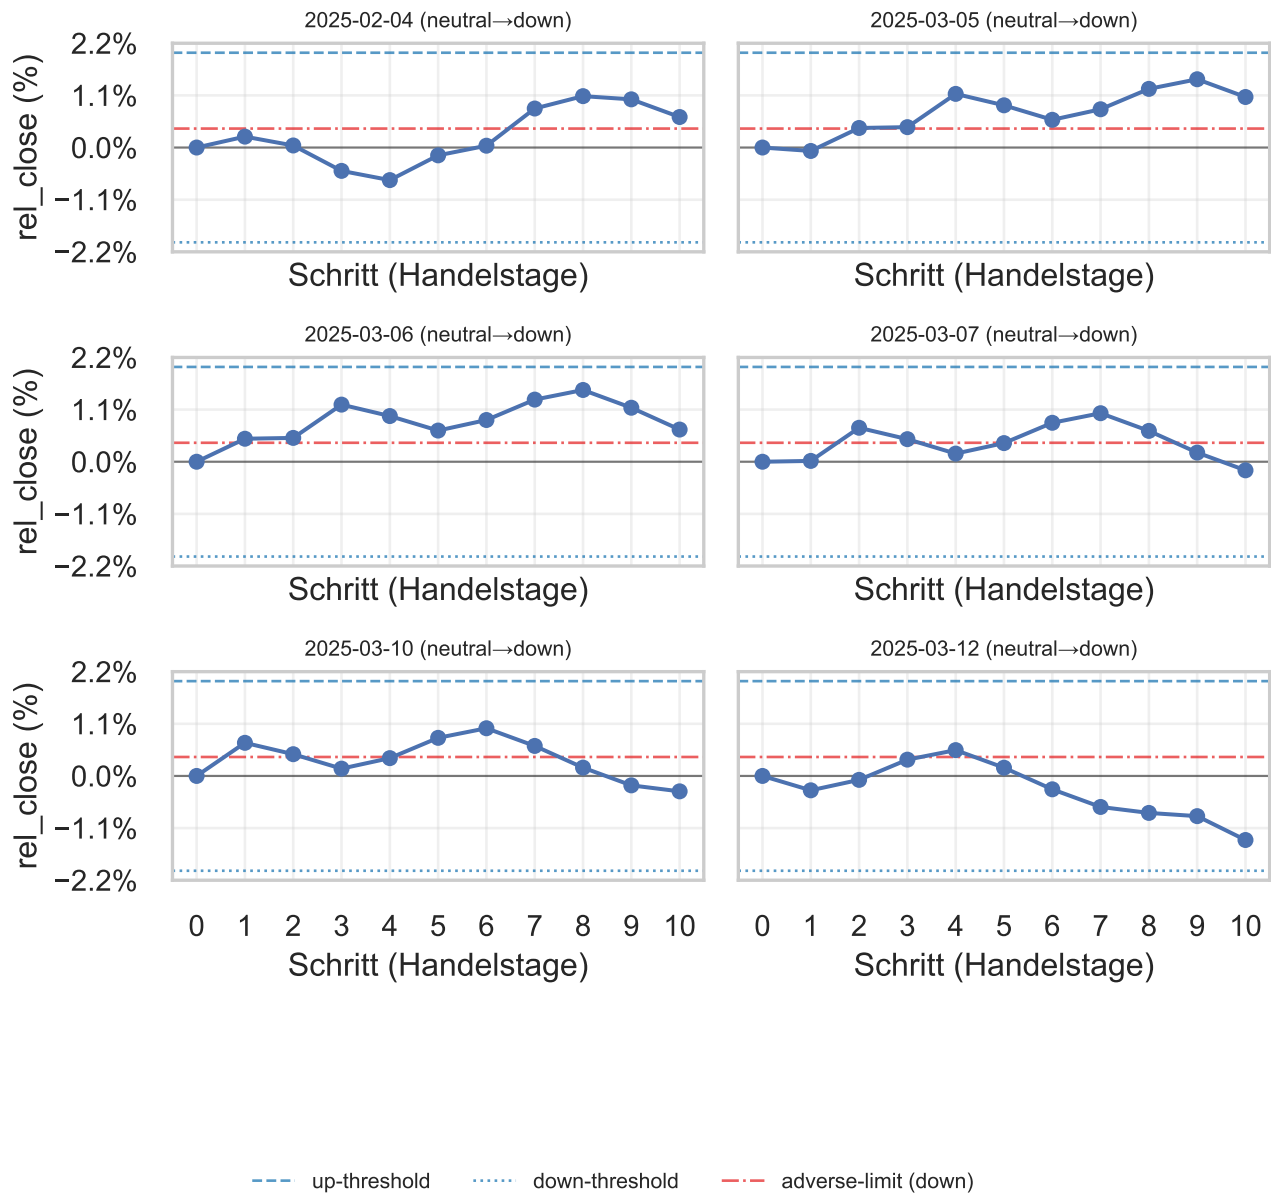 2025-02-04 (neutral→down)
2025-03-05 (neutral→down)
rel_close (%)
2.2%
1.1%
0.0%
−1.1%
−2.2%
Schritt (Handelstage)
Schritt (Handelstage)
2025-03-06 (neutral→down)
2025-03-07 (neutral→down)
rel_close (%)
2.2%
1.1%
0.0%
−1.1%
−2.2%
Schritt (Handelstage)
Schritt (Handelstage)
2025-03-10 (neutral→down)
2025-03-12 (neutral→down)
rel_close (%)
2.2%
1.1%
0.0%
−1.1%
−2.2%
0 1 2 3 4 5 6 7 8 9 10
0 1 2 3 4 5 6 7 8 9 10
Schritt (Handelstage)
Schritt (Handelstage)
up-threshold
down-threshold
adverse-limit (down)